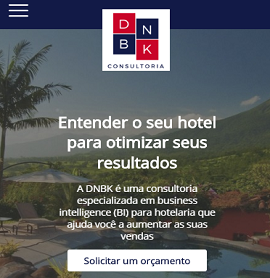 D N
B K
CONSULTORIA
Entender o seu hotel
para otimizar seus
resultados
A DNBK é uma consultoria
especializada em business
intelligence (BI) para hotelaria que
ajuda você a aumentar as suas
vendas
Solicitar um orçamento